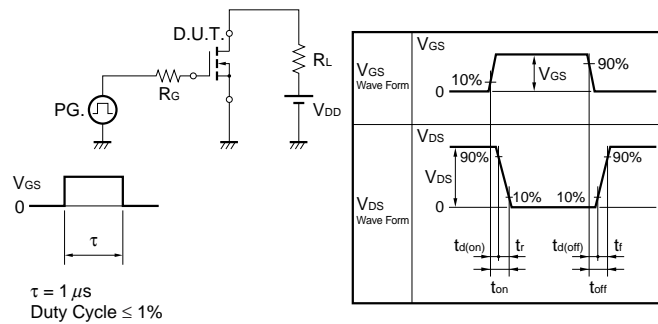 D.U.T.
RL
RG
PG.
VDD
VGS
0
τ
τ = 1 μs
Duty Cycle ≤ 1%
VGS
Wave Form
VGS
10%
0
VGS
90%
VDS
Wave Form
VDS
90%
90%
VDS
10%
10%
0
td(on)
tr
td(off)
tf
ton
toff